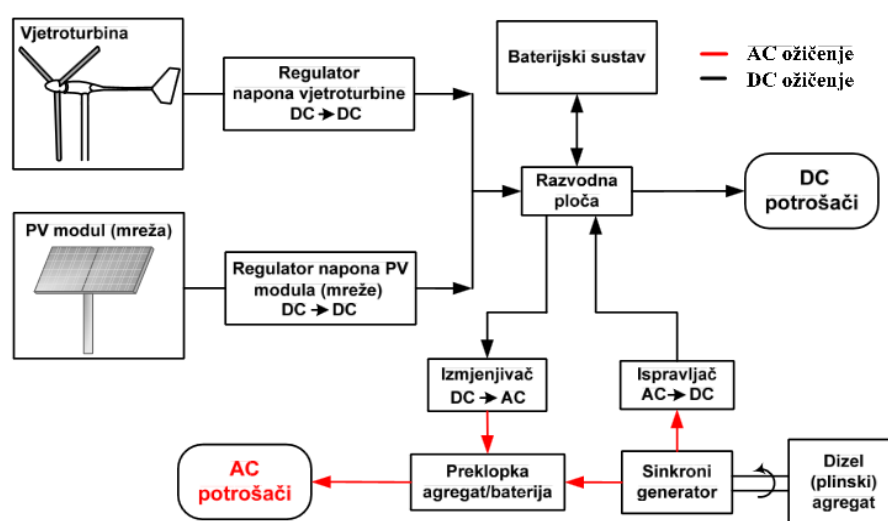 Vjetroturbina
Regulator
napona vjetroturbine
DC → DC
Baterijski sustav
AC ožičenje
DC ožičenje
Razvodna
ploča
DC
potrošači
PV modul (mreža)
Regulator napona PV
modula (mreže)
DC → DC
Izmjenjivač
DC → AC
Ispravljač
AC → DC
AC
potrošači
Preklopka
agregat/baterija
Sinkroni
generator
Dizel
(plinski)
agregat